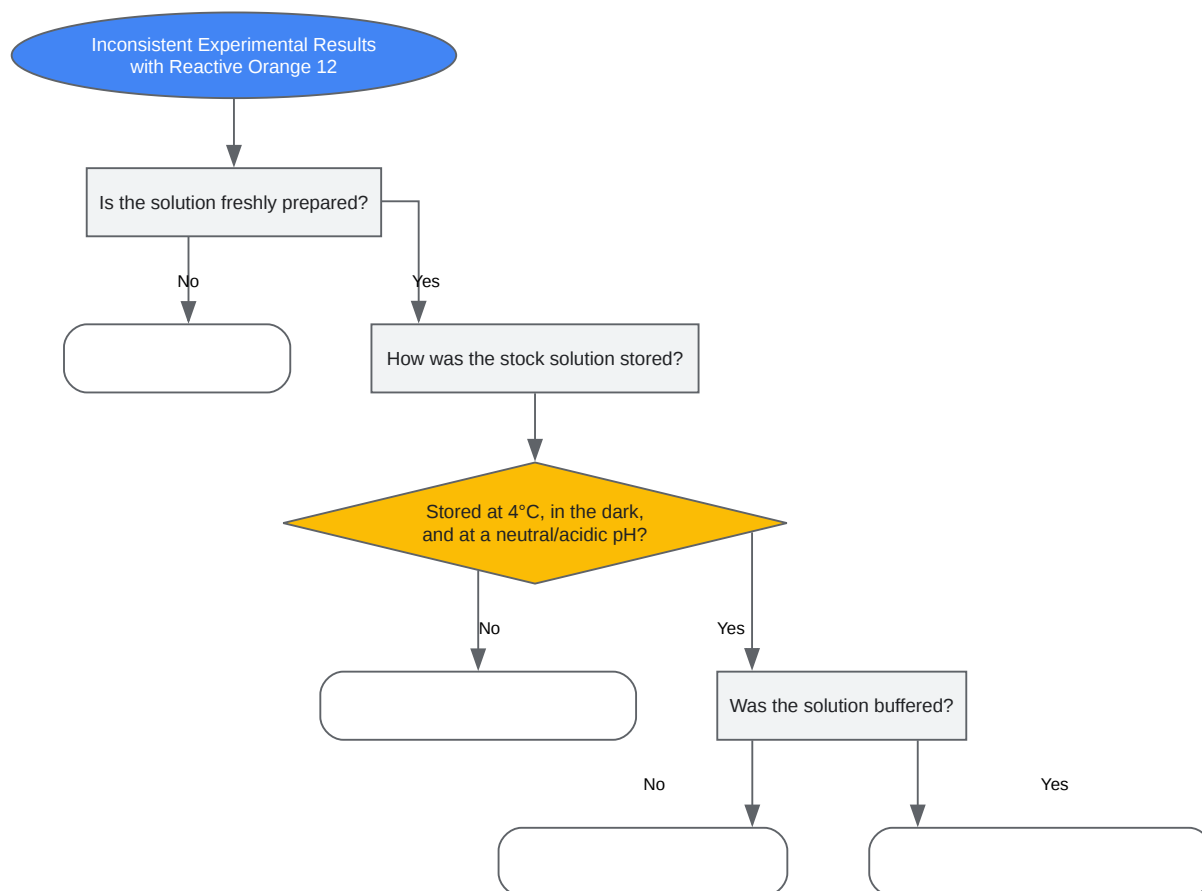 Inconsistent Experimental Results
with Reactive Orange 12
Is the solution freshly prepared?
No
Yes
How was the stock solution stored?
Stored at 4°C, in the dark,
and at a neutral/acidic pH?
No
Yes
Was the solution buffered?
No
Yes